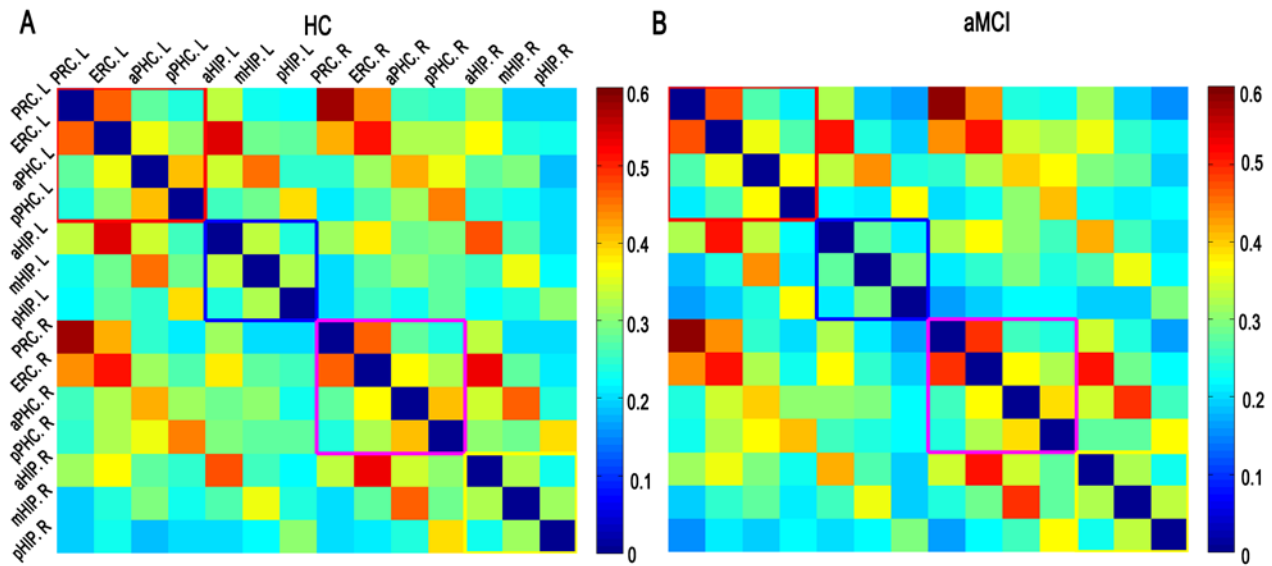 A HC B aMCI
PRC. L ERC. L aPHC. L pPHC. L aHIP. L mHIP. L pHIP. L PRC. R ERC. R aPHC. R pPHC. R aHIP. R mHIP. R pHIP. R
PRC. L
ERC. L
aPHC. L
pPHC. L
aHIP. L
mHIP. L
pHIP. L
PRC. R
ERC. R
aPHC. R
pPHC. R
aHIP. R
mHIP. R
pHIP. R
0.6
0.5
0.4
0.3
0.2
0.1
0
0.6
0.5
0.4
0.3
0.2
0.1
0